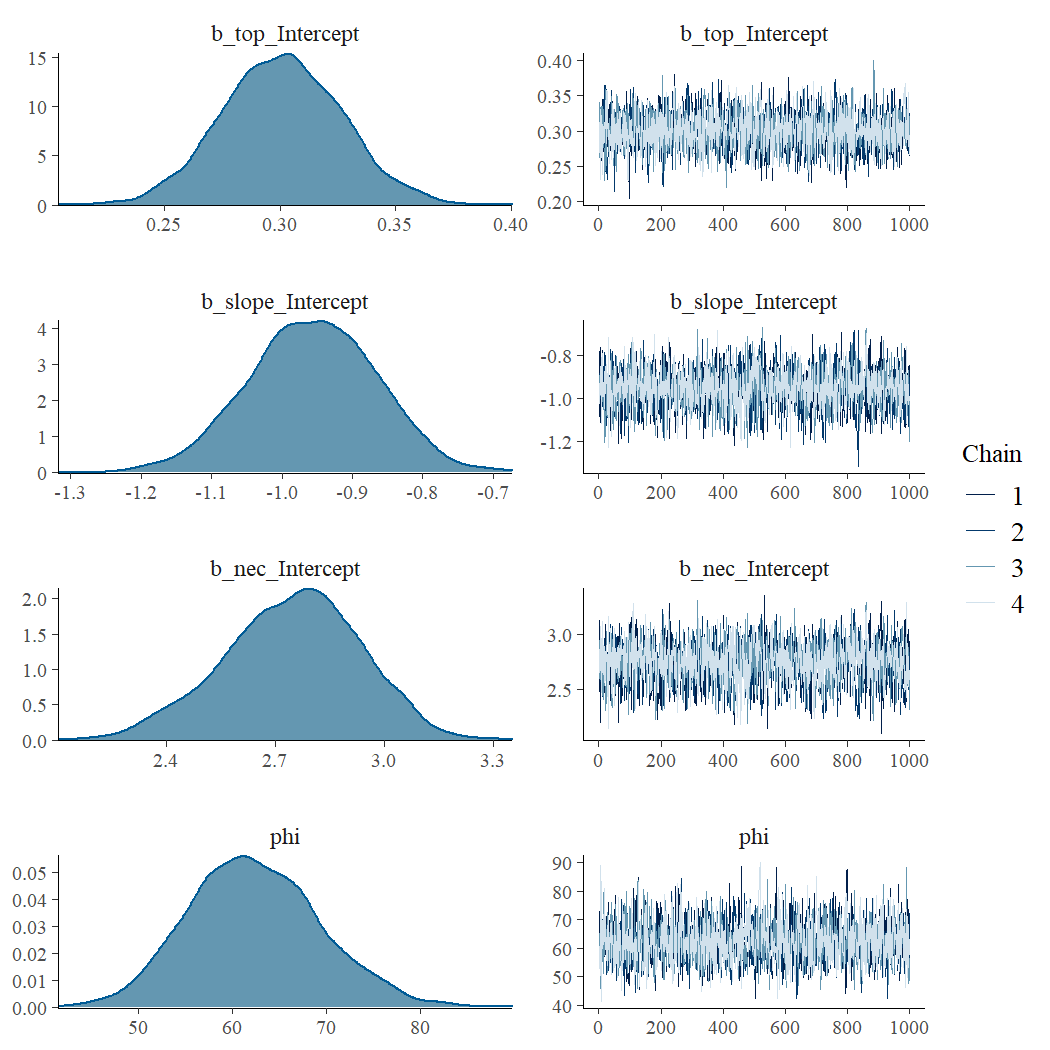 b_top_Intercept
15
10
5
0
0.25 0.30 0.35 0.40
b_top_Intercept
0.40
0.35
0.30
0.25
0.20
0 200 400 600 800 1000
b_slope_Intercept
4
3
2
1
0
-1.3 -1.2 -1.1 -1.0 -0.9 -0.8 -0.7
b_slope_Intercept
-0.8
-1.0
-1.2
0 200 400 600 800 1000
b_nec_Intercept
2.0
1.5
1.0
0.5
0.0
2.4 2.7 3.0 3.3
b_nec_Intercept
3.0
2.5
0 200 400 600 800 1000
phi
0.05
0.04
0.03
0.02
0.01
0.00
50 60 70 80
phi
90
80
70
60
50
40
0 200 400 600 800 1000
Chain
1
2
3
4